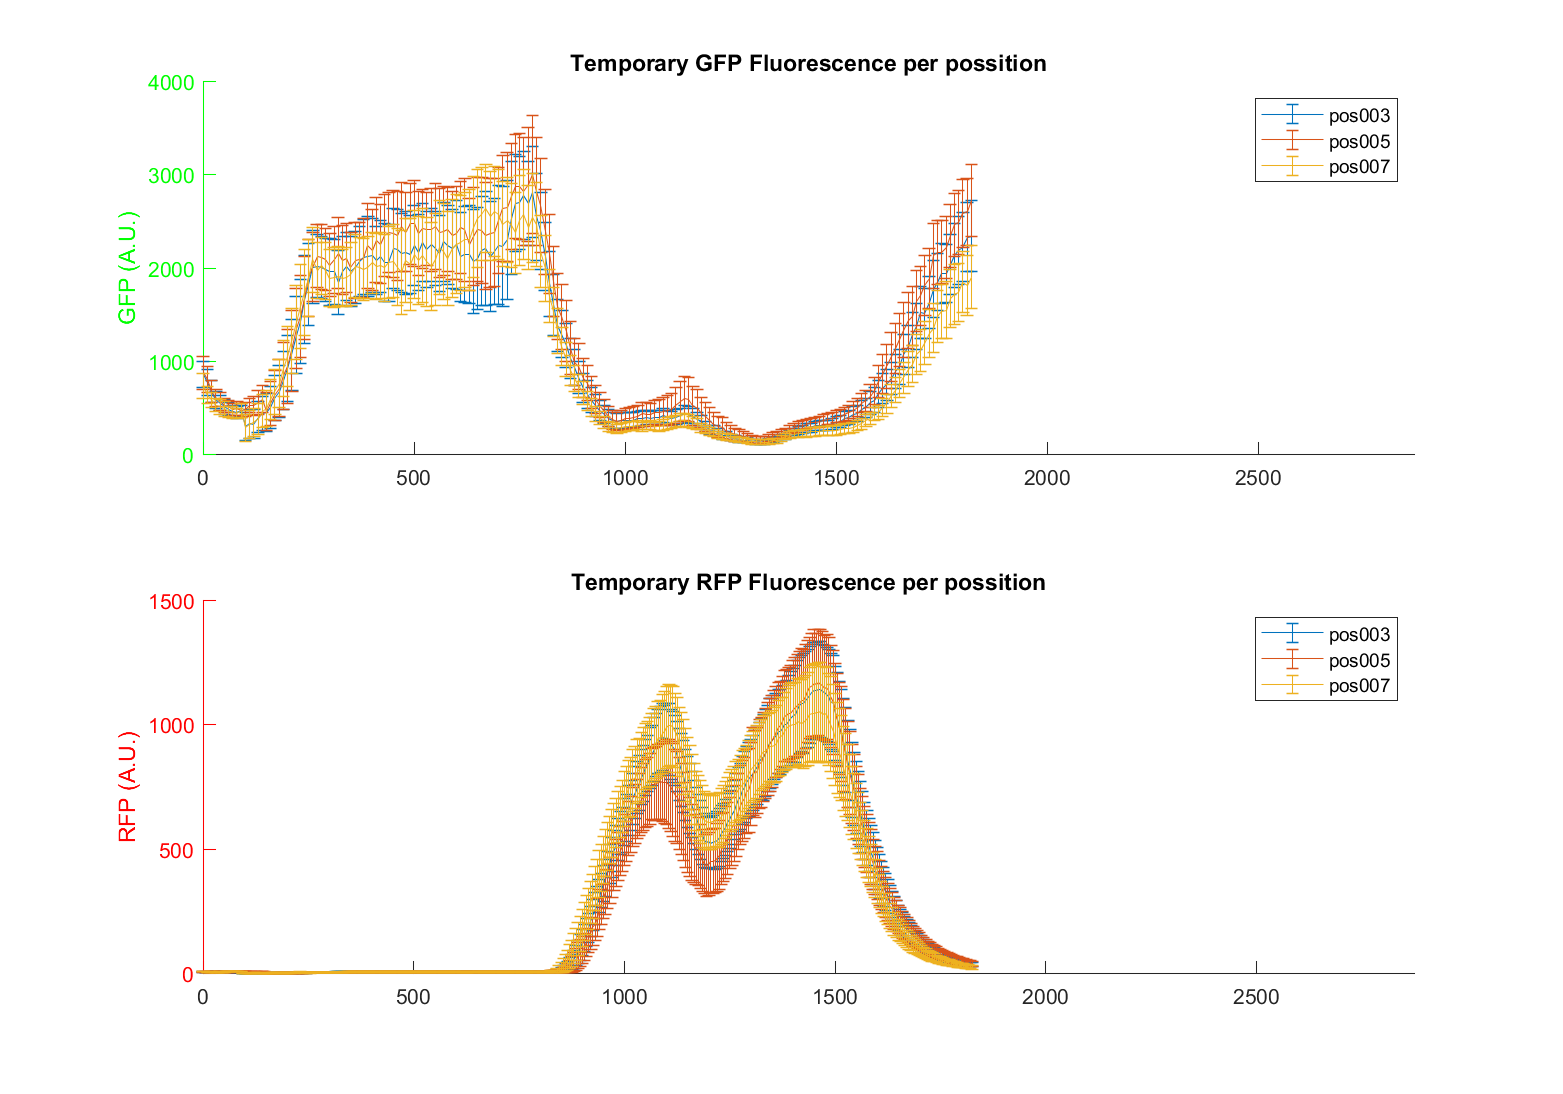 Temporary GFP Fluorescence per possition
4000
3000
2000
1000
0
GFP (A.U.)
pos003
pos005
pos007
0 500 1000 1500 2000 2500
Temporary RFP Fluorescence per possition
1500
1000
500
0
RFP (A.U.)
pos003
pos005
pos007
0 500 1000 1500 2000 2500